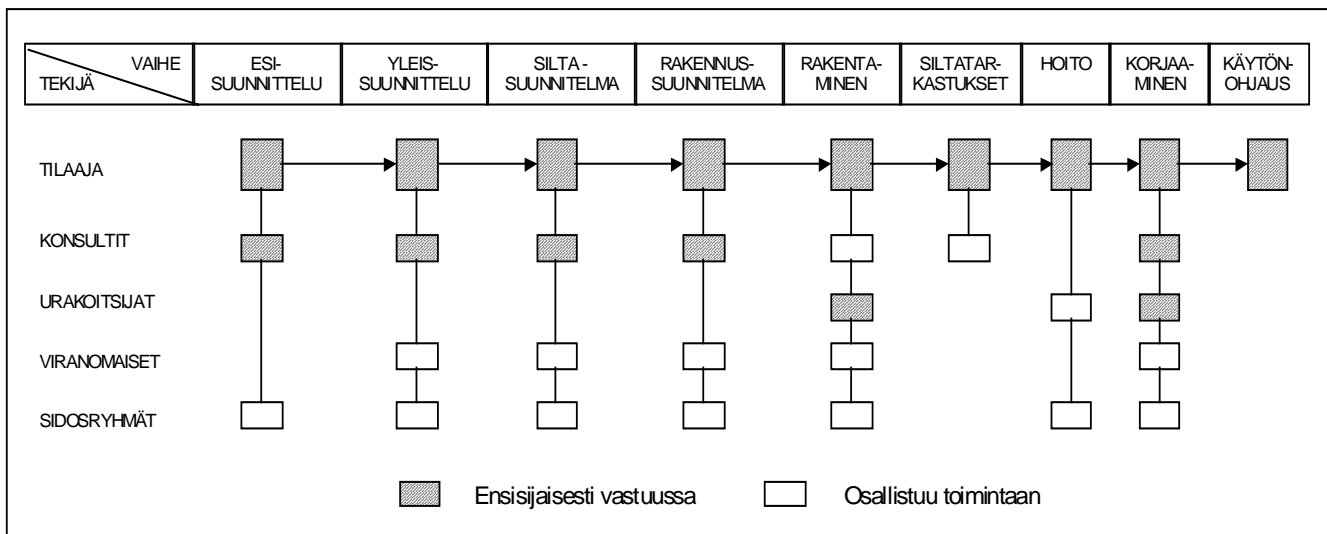 VAIHE
TEKIJÄ
ESI-
SUUNNITTELU
YLEIS-
SUUNNITTELU
SILTA -
SUUNNITELMA
RAKENNUS-
SUUNNITELMA
RAKENTA-
MINEN
SILTATAR-
KASTUKSET
HOITO
KORJAA-
MINEN
KÄYTÖN-
OHJAUS
TILAAJA
KONSULTIT
URAKOITSIJAT
VIRANOMAISET
SIDOSRYHMÄT
Ensisijaisesti vastuussa
Osallistuu toimintaan